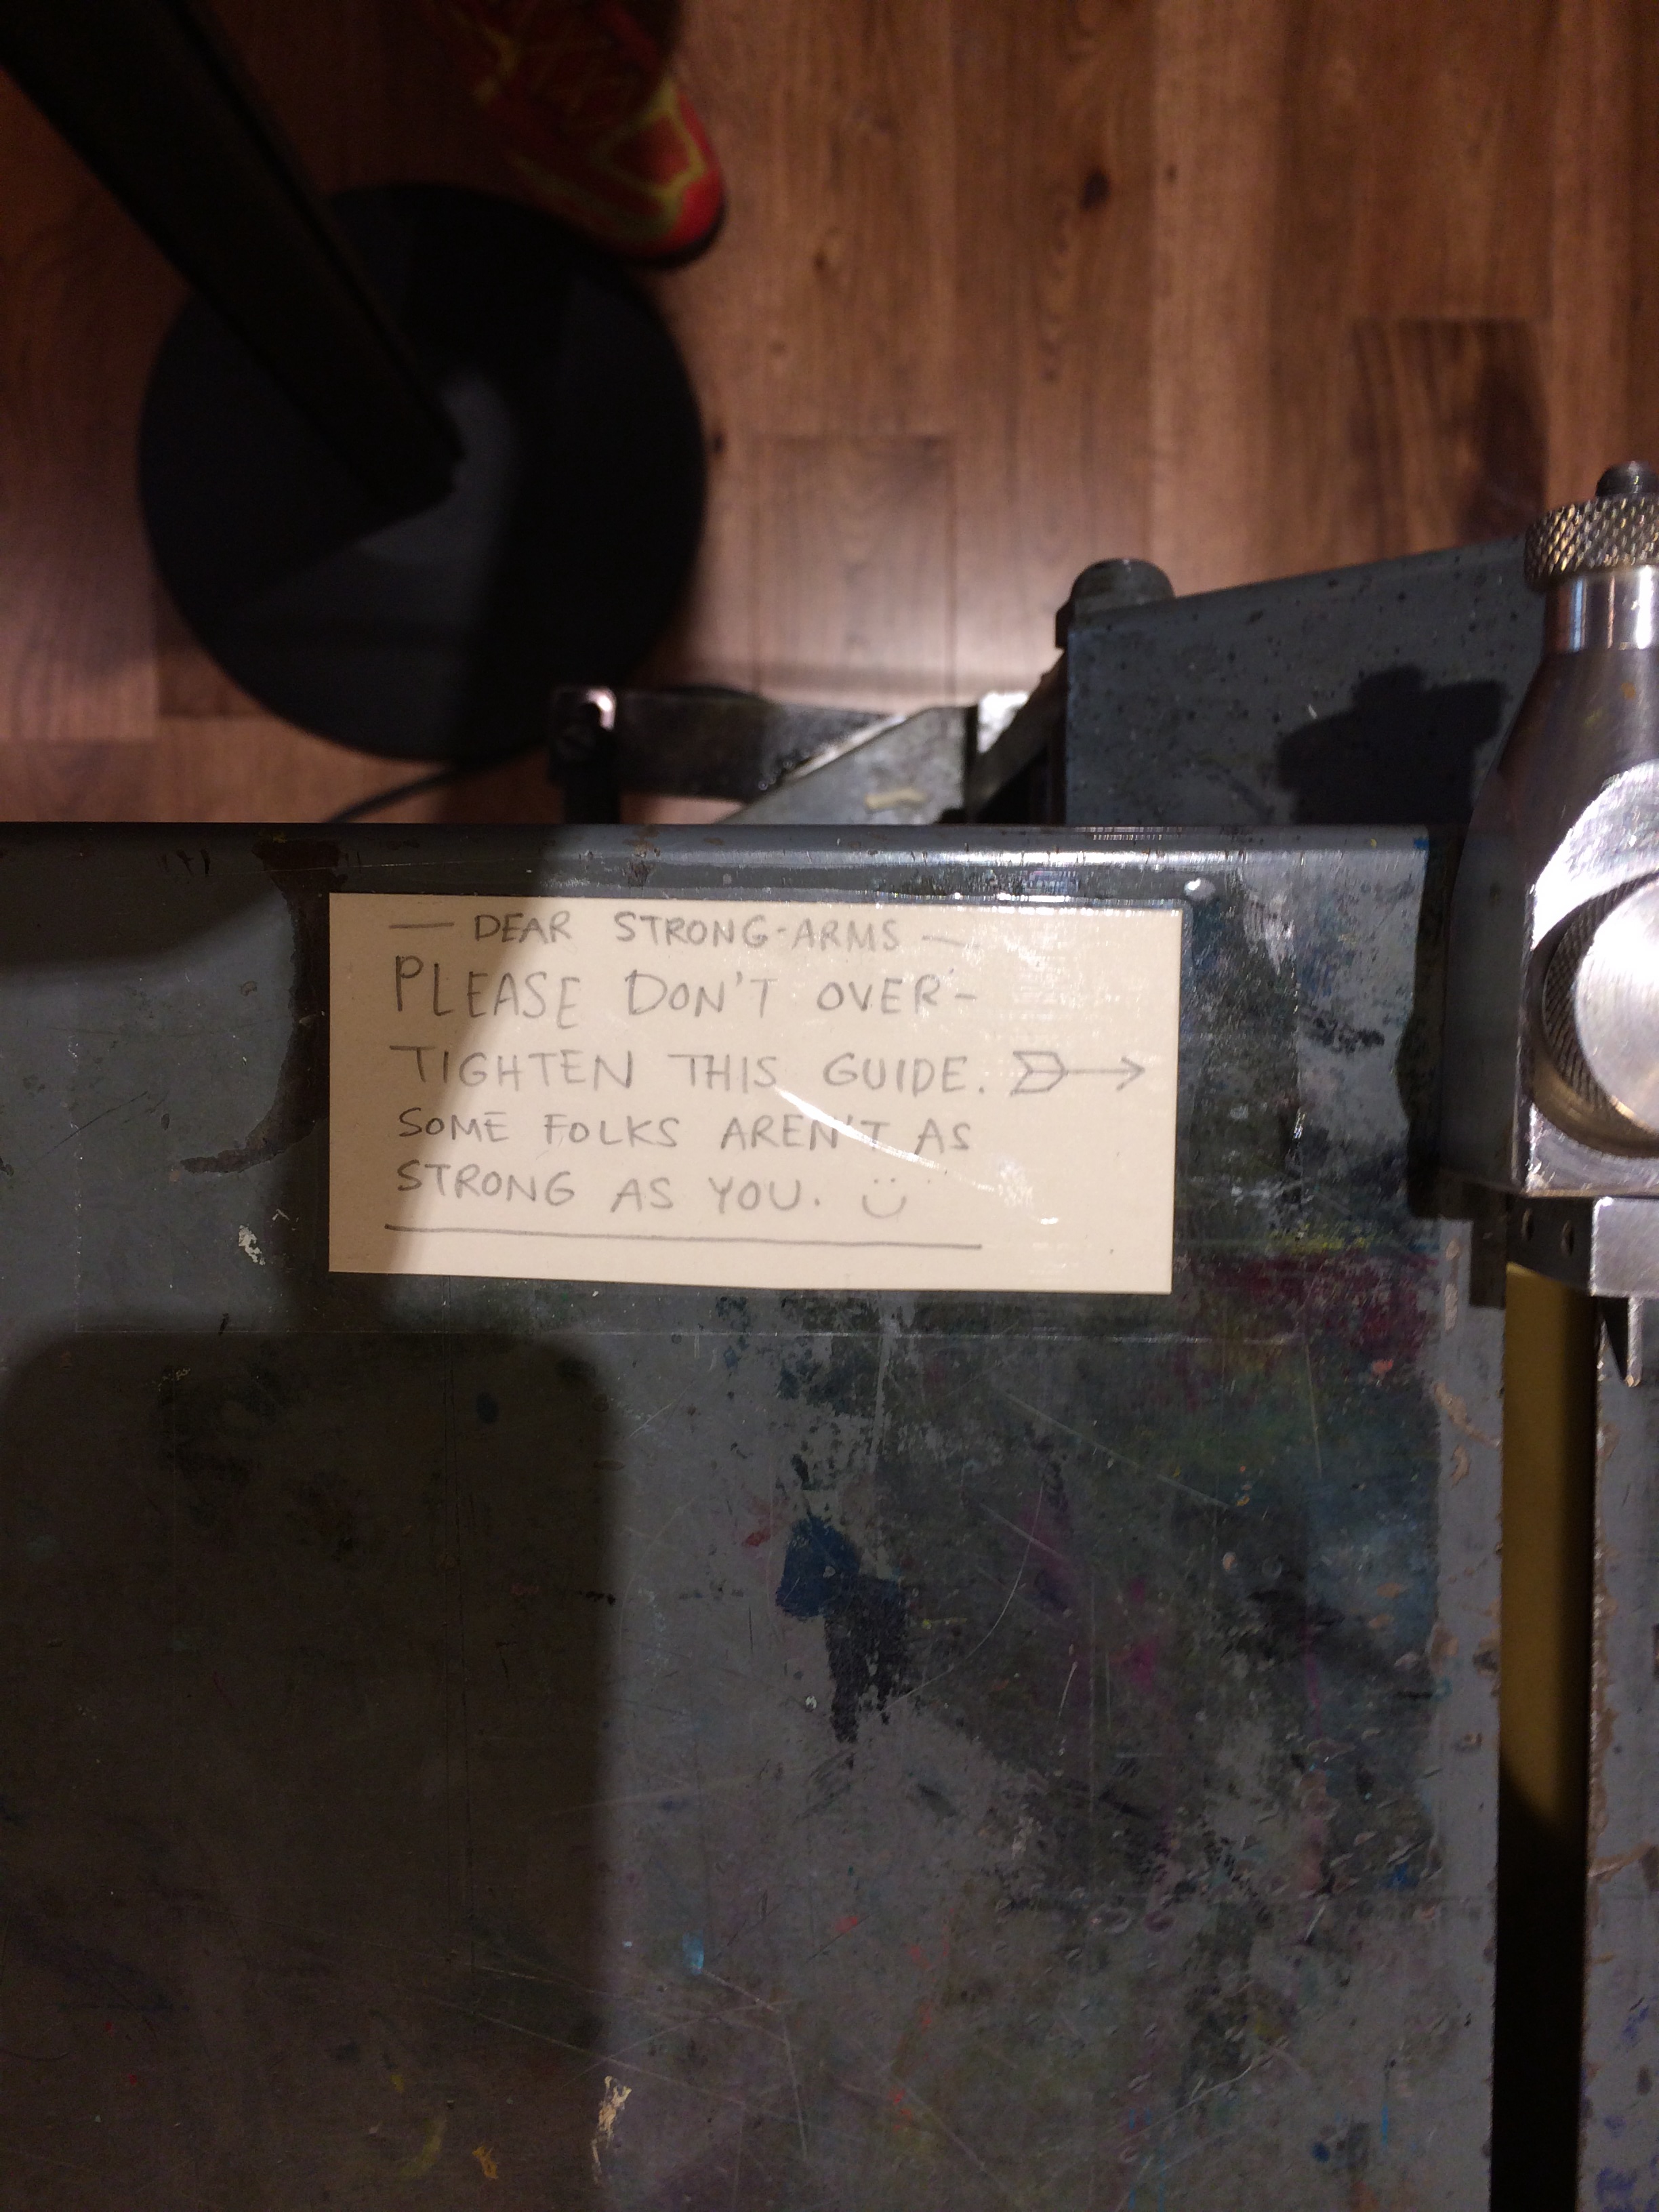 — DEAR STRONG-ARMS —
PLEASE DON'T OVER-
TIGHTEN THIS GUIDE. →
SOME FOLKS AREN'T AS
STRONG AS YOU. :)